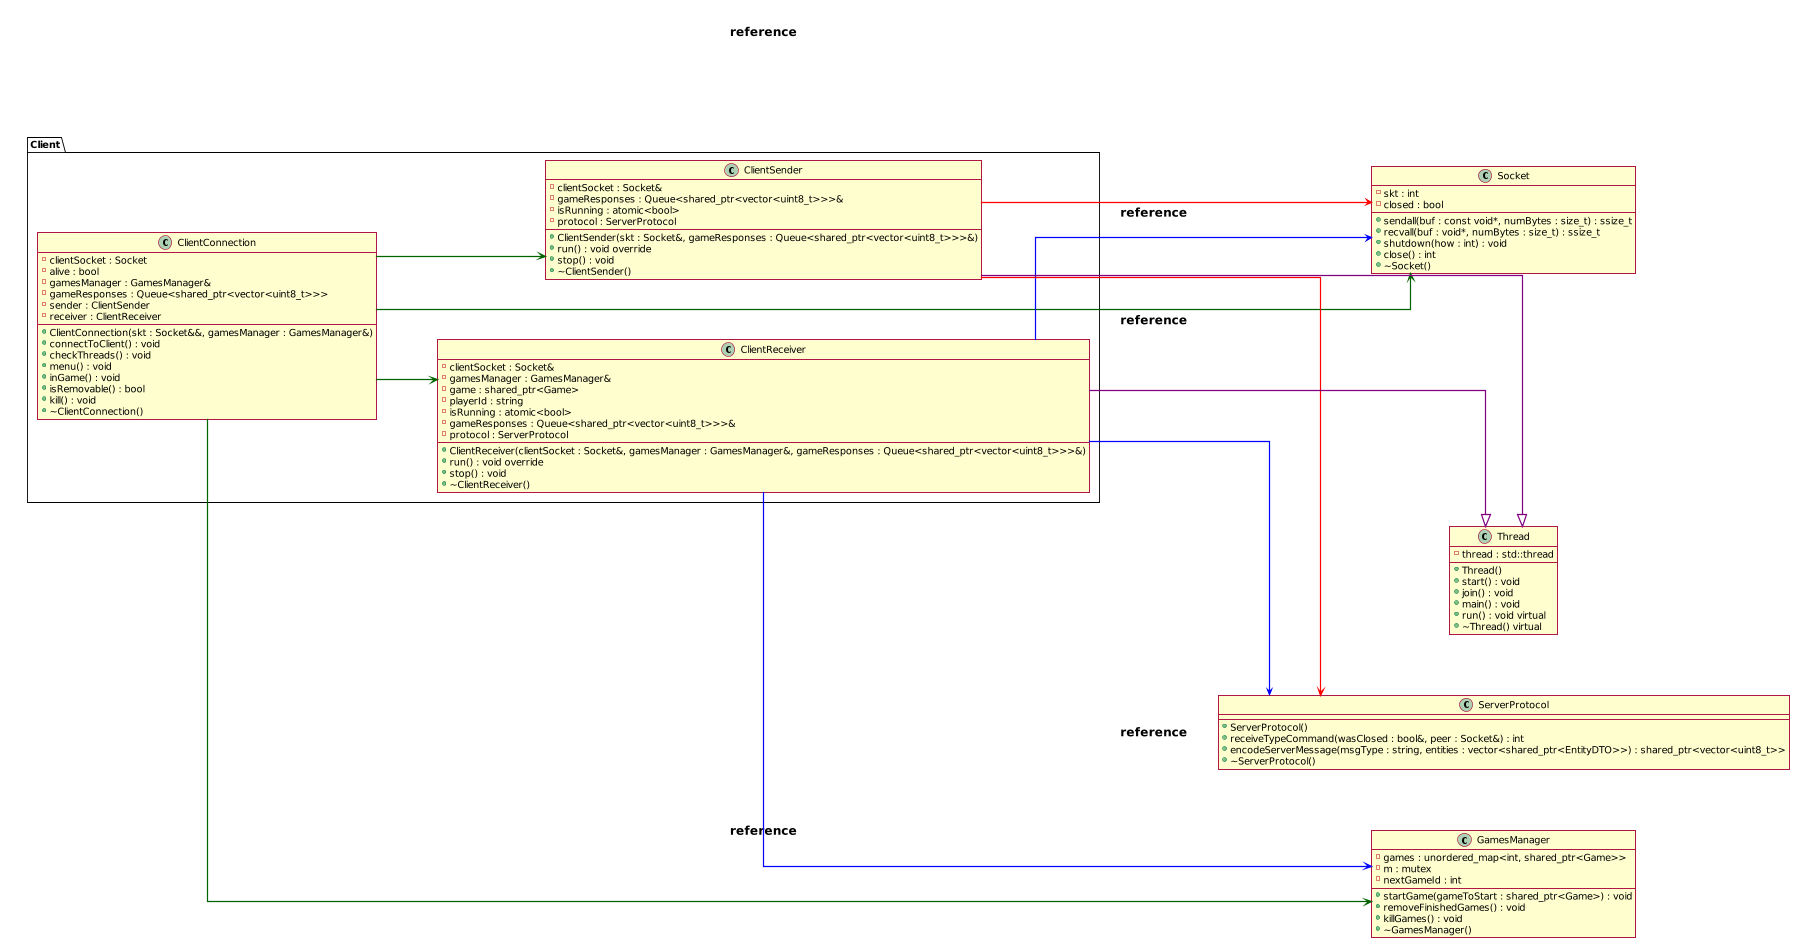 reference
Client
ClientSender
clientSocket : Socket&
gameResponses : Queue<shared_ptr<vector<uint8_t>>>&
isRunning : atomic<bool>
protocol : ServerProtocol
ClientSender(skt : Socket&, gameResponses : Queue<shared_ptr<vector<uint8_t>>>&)
run() : void override
stop() : void
~ClientSender()
Socket
skt : int
closed : bool
sendall(buf : const void*, numBytes : size_t) : ssize_t
recvall(buf : void*, numBytes : size_t) : ssize_t
shutdown(how : int) : void
close() : int
~Socket()
reference
ClientConnection
clientSocket : Socket
alive : bool
gamesManager : GamesManager&
gameResponses : Queue<shared_ptr<vector<uint8_t>>>
sender : ClientSender
receiver : ClientReceiver
ClientConnection(skt : Socket&&, gamesManager : GamesManager&)
connectToClient() : void
checkThreads() : void
menu() : void
inGame() : void
isRemovable() : bool
kill() : void
~ClientConnection()
reference
ClientReceiver
clientSocket : Socket&
gamesManager : GamesManager&
game : shared_ptr<Game>
playerId : string
isRunning : atomic<bool>
gameResponses : Queue<shared_ptr<vector<uint8_t>>>&
protocol : ServerProtocol
ClientReceiver(clientSocket : Socket&, gamesManager : GamesManager&, gameResponses : Queue<shared_ptr<vector<uint8_t>>>&)
run() : void override
stop() : void
~ClientReceiver()
Thread
thread : std::thread
Thread()
start() : void
join() : void
main() : void
run() : void virtual
~Thread() virtual
ServerProtocol
ServerProtocol()
receiveTypeCommand(wasClosed : bool&, peer : Socket&) : int
encodeServerMessage(msgType : string, entities : vector<shared_ptr<EntityDTO>>) : shared_ptr<vector<uint8_t>>
~ServerProtocol()
reference
reference
GamesManager
games : unordered_map<int, shared_ptr<Game>>
m : mutex
nextGameId : int
startGame(gameToStart : shared_ptr<Game>) : void
removeFinishedGames() : void
killGames() : void
~GamesManager()